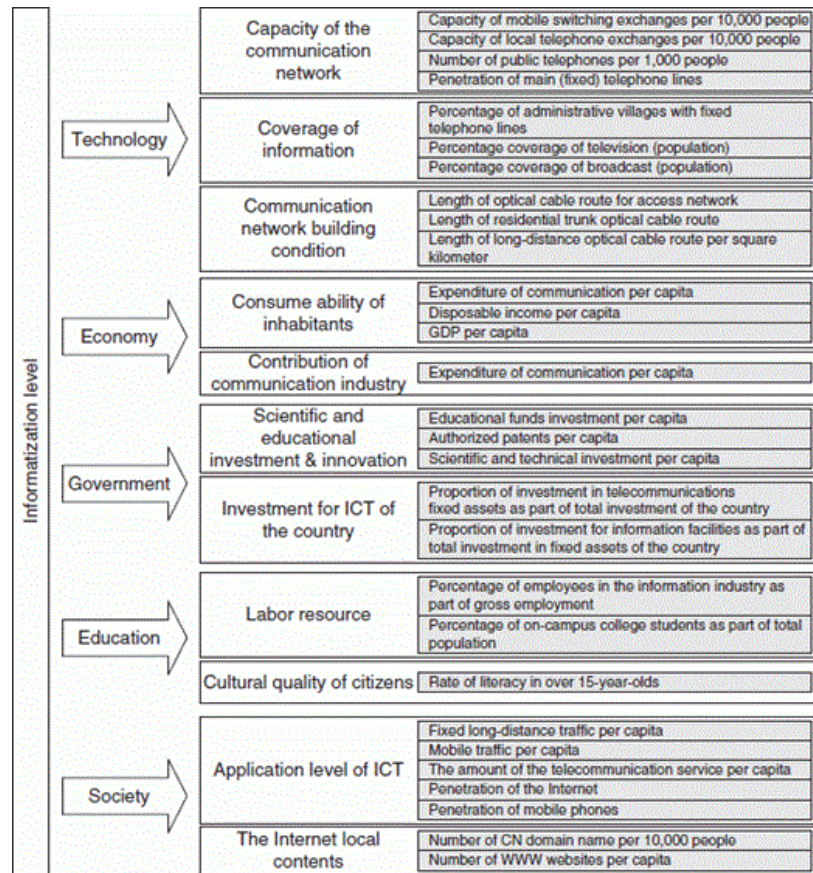 Informatization level
Technology
Capacity of the
communication
network
Capacity of mobile switching exchanges per 10,000 people
Capacity of local telephone exchanges per 10,000 people
Number of public telephones per 1,000 people
Penetration of main (fixed) telephone lines
Coverage of
information
Percentage of administrative villages with fixed
telephone lines
Percentage coverage of television (population)
Percentage coverage of broadcast (population)
Communication
network building
condition
Length of optical cable route for access network
Length of residential trunk optical cable route
Length of long-distance optical cable route per square
kilometer
Economy
Consume ability of
inhabitants
Expenditure of communication per capita
Disposable income per capita
GDP per capita
Contribution of
communication industry
Expenditure of communication per capita
Government
Scientific and
educational
investment & innovation
Educational funds investment per capita
Authorized patents per capita
Scientific and technical investment per capita
Investment for ICT of
the country
Proportion of investment in telecommunications
fixed assets as part of total investment of the country
Proportion of investment for information facilities as part of
total investment in fixed assets of the country
Education
Labor resource
Percentage of employees in the information industry as
part of gross employment
Percentage of on-campus college students as part of total
population
Cultural quality of citizens
Rate of literacy in over 15-year-olds
Society
Application level of ICT
Fixed long-distance traffic per capita
Mobile traffic per capita
The amount of the telecommunication service per capita
Penetration of the Internet
Penetration of mobile phones
The Internet local
contents
Number of CN domain name per 10,000 people
Number of WWW websites per capita